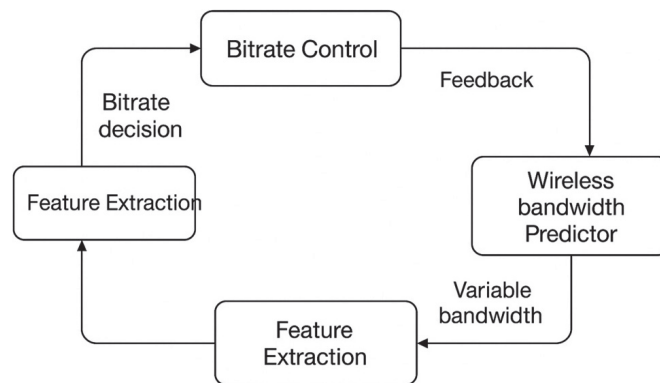 Bitrate Control
Feedback
Bitrate
decision
Wireless
bandwidth
Predictor
Feature Extraction
Variable
bandwidth
Feature
Extraction